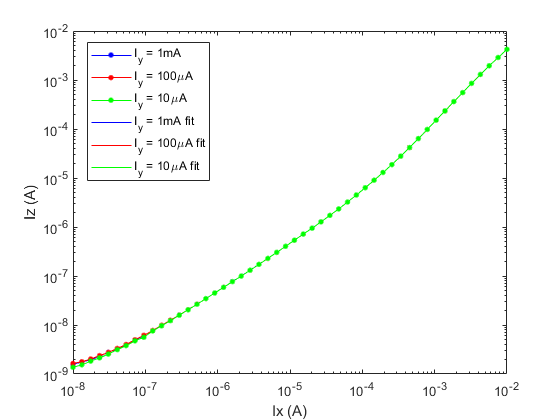 10^-2
10^-3
10^-4
10^-5
10^-6
10^-7
10^-8
10^-9
Iz (A)
I_y = 1mA
I_y = 100μA
I_y = 10μA
I_y = 1mA fit
I_y = 100μA fit
I_y = 10μA fit
10^-8 10^-7 10^-6 10^-5 10^-4 10^-3 10^-2
Ix (A)